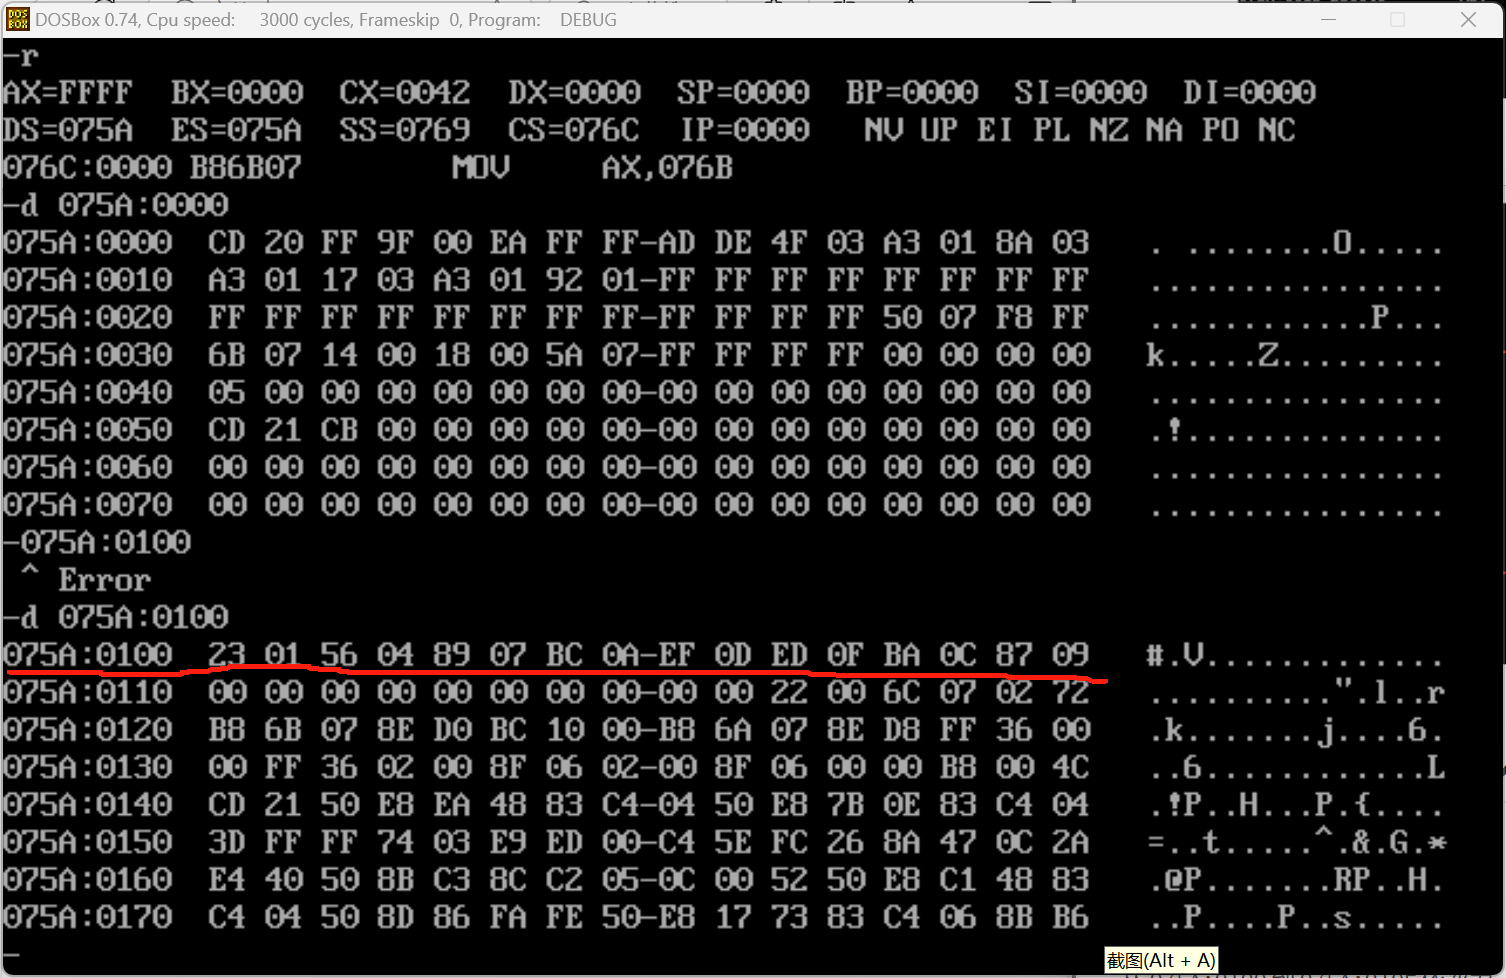 DOSBox 0.74, Cpu speed:     3000 cycles, Frameskip  0, Program:    DEBUG
-r
AX=FFFF  BX=0000  CX=0042  DX=0000  SP=0000  BP=0000  SI=0000  DI=0000
DS=075A  ES=075A  SS=0769  CS=076C  IP=0000   NV UP EI PL NZ NA PO NC
076C:0000 B86B07        MOV     AX,076B
-d 075A:0000
075A:0000  CD 20 FF 9F 00 EA FF FF-AD DE 4F 03 A3 01 8A 03   . ........O.....
075A:0010  A3 01 17 03 A3 01 92 01-FF FF FF FF FF FF FF FF   ................
075A:0020  FF FF FF FF FF FF FF FF-FF FF FF FF 50 07 F8 FF   ............P...
075A:0030  6B 07 14 00 18 00 5A 07-FF FF FF FF 00 00 00 00   k.....Z.........
075A:0040  05 00 00 00 00 00 00 00-00 00 00 00 00 00 00 00   ................
075A:0050  CD 21 CB 00 00 00 00 00-00 00 00 00 00 00 00 00   .!..............
075A:0060  00 00 00 00 00 00 00 00-00 00 00 00 00 00 00 00   ................
075A:0070  00 00 00 00 00 00 00 00-00 00 00 00 00 00 00 00   ................
-075A:0100
 ^ Error
-d 075A:0100
075A:0100  23 01 56 04 89 07 BC 0A-EF 0D ED 0F BA 0C 87 09   #.V.............
075A:0110  00 00 00 00 00 00 00 00-00 00 22 00 6C 07 02 72   ..........".l..r
075A:0120  B8 6B 07 8E D0 BC 10 00-B8 6A 07 8E D8 FF 36 00   .k.......j....6.
075A:0130  00 FF 36 02 00 8F 06 02-00 8F 06 00 00 B8 00 4C   ..6............L
075A:0140  CD 21 50 E8 EA 48 83 C4-04 50 E8 7B 0E 83 C4 04   .!P..H...P.{....
075A:0150  3D FF FF 74 03 E9 ED 00-C4 5E FC 26 8A 47 0C 2A   =..t.....^.&.G.*
075A:0160  E4 40 50 8B C3 8C C2 05-0C 00 52 50 E8 C1 48 83   .@P.......RP..H.
075A:0170  C4 04 50 8D 86 FA FE 50-E8 17 73 83 C4 06 8B B6   ..P....P..s.....
-
截图(Alt + A)